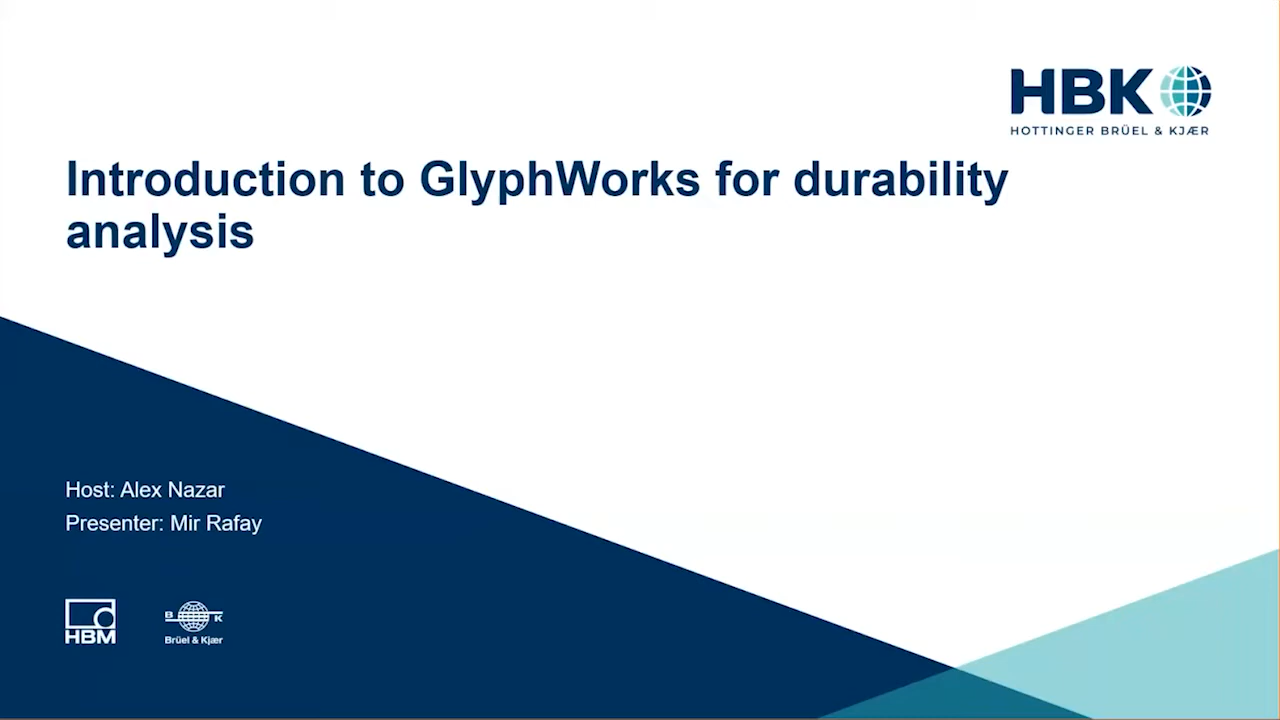 HBK
HOTTINGER BRÜEL & KJÆR
Introduction to GlyphWorks for durability
analysis
Host: Alex Nazar
Presenter: Mir Rafay
HBM
B K
Brüel & Kjær